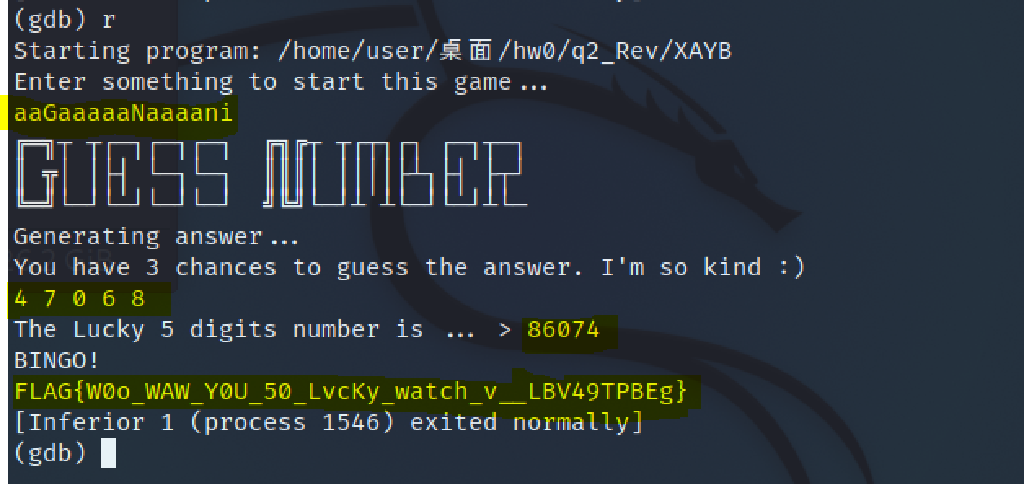 (gdb) r
Starting program: /home/user/桌面/hw0/q2_Rev/XAYB
Enter something to start this game...
aaGaaaaaNaaaani
GUESS NUMBER
Generating answer...
You have 3 chances to guess the answer. I'm so kind :)
4 7 0 6 8
The Lucky 5 digits number is ... > 86074
BINGO!
FLAG{W0o_WAW_Y0U_50_LvcKy_watch_v__LBV49TPBEg}
[Inferior 1 (process 1546) exited normally]
(gdb)